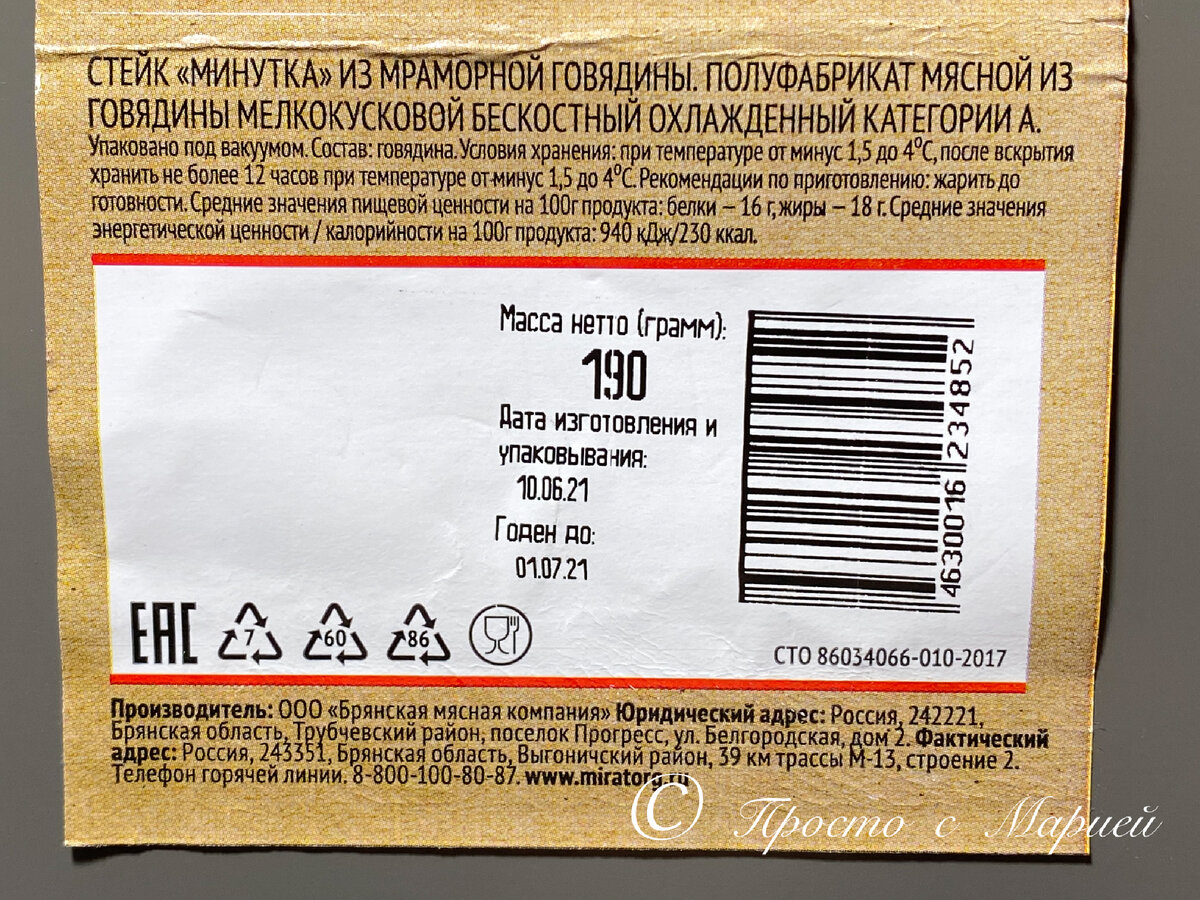 СТЕЙК «МИНУТКА» ИЗ МРАМОРНОЙ ГОВЯДИНЫ. ПОЛУФАБРИКАТ МЯСНОЙ ИЗ
ГОВЯДИНЫ МЕЛКОКУСКОВОЙ БЕСКОСТНЫЙ ОХЛАЖДЕННЫЙ КАТЕГОРИИ А.
Упаковано под вакуумом. Состав: говядина. Условия хранения: при температуре от минус 1,5 до 4°С, после вскрытия
хранить не более 12 часов при температуре от минус 1,5 до 4°С. Рекомендации по приготовлению: жарить до
готовности. Средние значения пищевой ценности на 100г продукта: белки – 16 г, жиры – 18 г. Средние значения
энергетической ценности / калорийности на 100г продукта: 940 кДж/230 ккал.
Масса нетто (грамм):
190
Дата изготовления и
упаковывания:
10.06.21
Годен до:
01.07.21
4630016234852
ЕАС
7
60
86
СТО 86034066-010-2017
Производитель: ООО «Брянская мясная компания» Юридический адрес: Россия, 242221,
Брянская область, Трубчевский район, поселок Прогресс, ул. Белгородская, дом 2. Фактический
адрес: Россия, 243351, Брянская область, Выгоничский район, 39 км трассы М-13, строение 2.
Телефон горячей линии. 8-800-100-80-87. www.miratorg.ru
© Просто с Марией